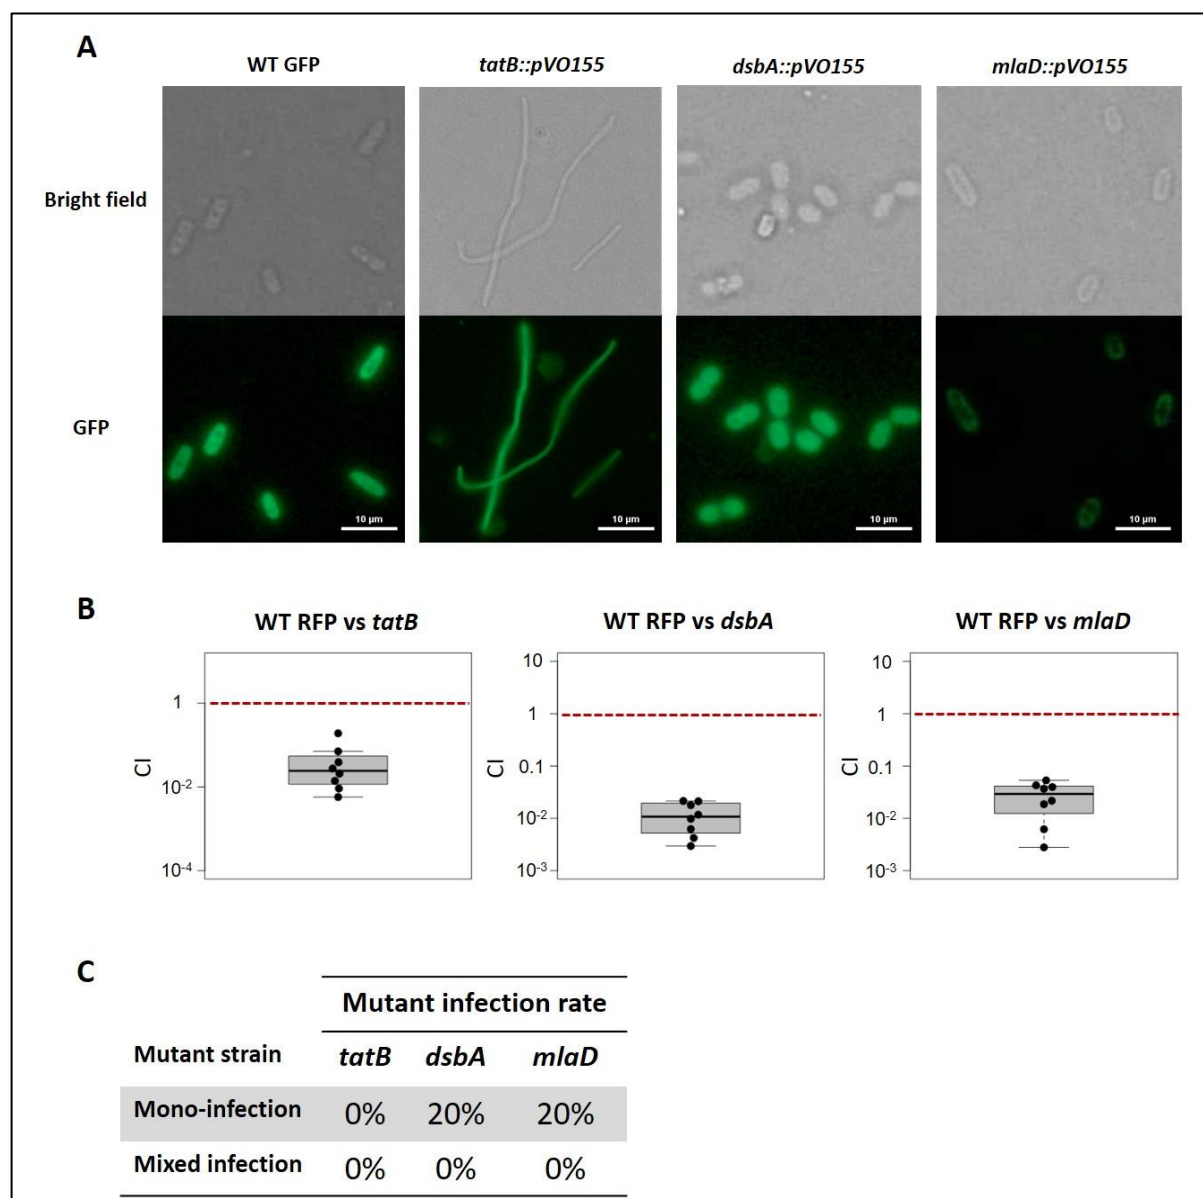 A
WT GFP tatB::pVO155 dsbA::pVO155 mlaD::pVO155
Bright field
GFP
10 µm 10 µm 10 µm 10 µm
B
WT RFP vs tatB WT RFP vs dsbA WT RFP vs mlaD
CI
1
10-2
10-4
CI
10
1
0.1
10-2
10-3
CI
10
1
0.1
10-2
10-3
C
Mutant infection rate
Mutant strain tatB dsbA mlaD
Mono-infection 0% 20% 20%
Mixed infection 0% 0% 0%